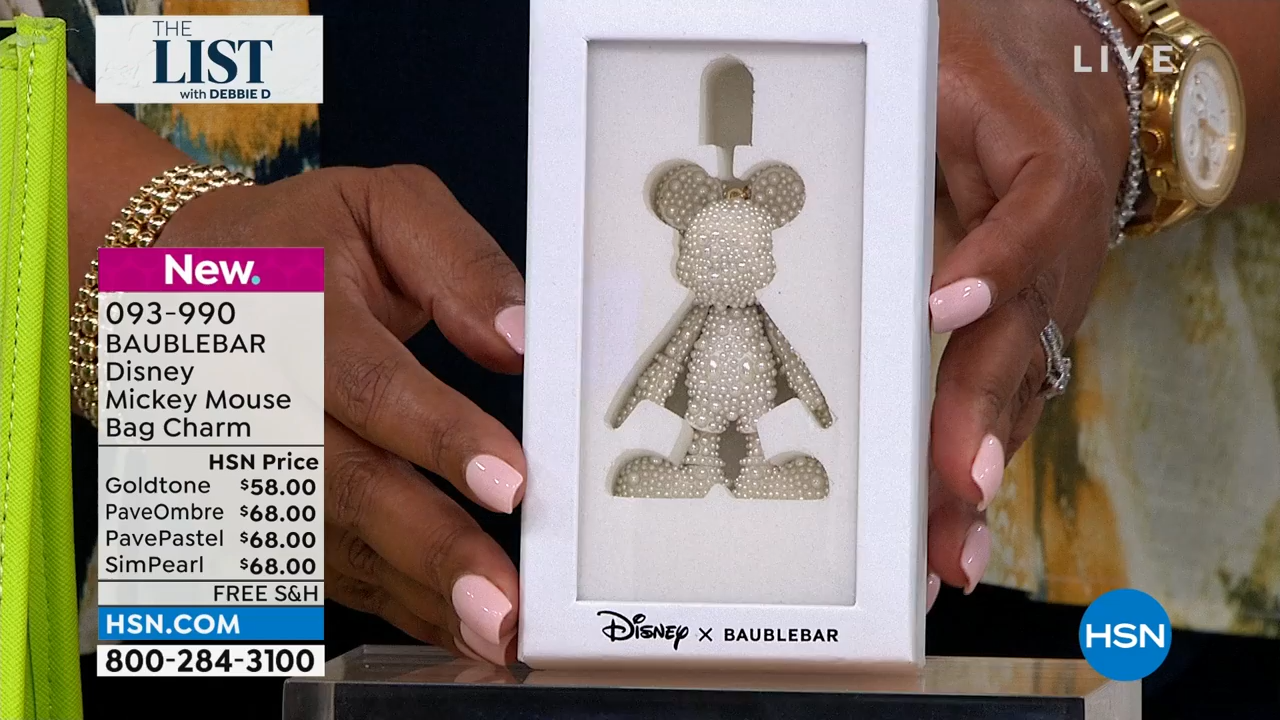 THE
LIST
with DEBBIE D
LIVE
New.
093-990
BAUBLEBAR
Disney
Mickey Mouse
Bag Charm
HSN Price
Goldtone $58.00
PaveOmbre $68.00
PavePastel $68.00
SimPearl $68.00
FREE S&H
HSN.COM
800-284-3100
Disney X BAUBLEBAR
HSN